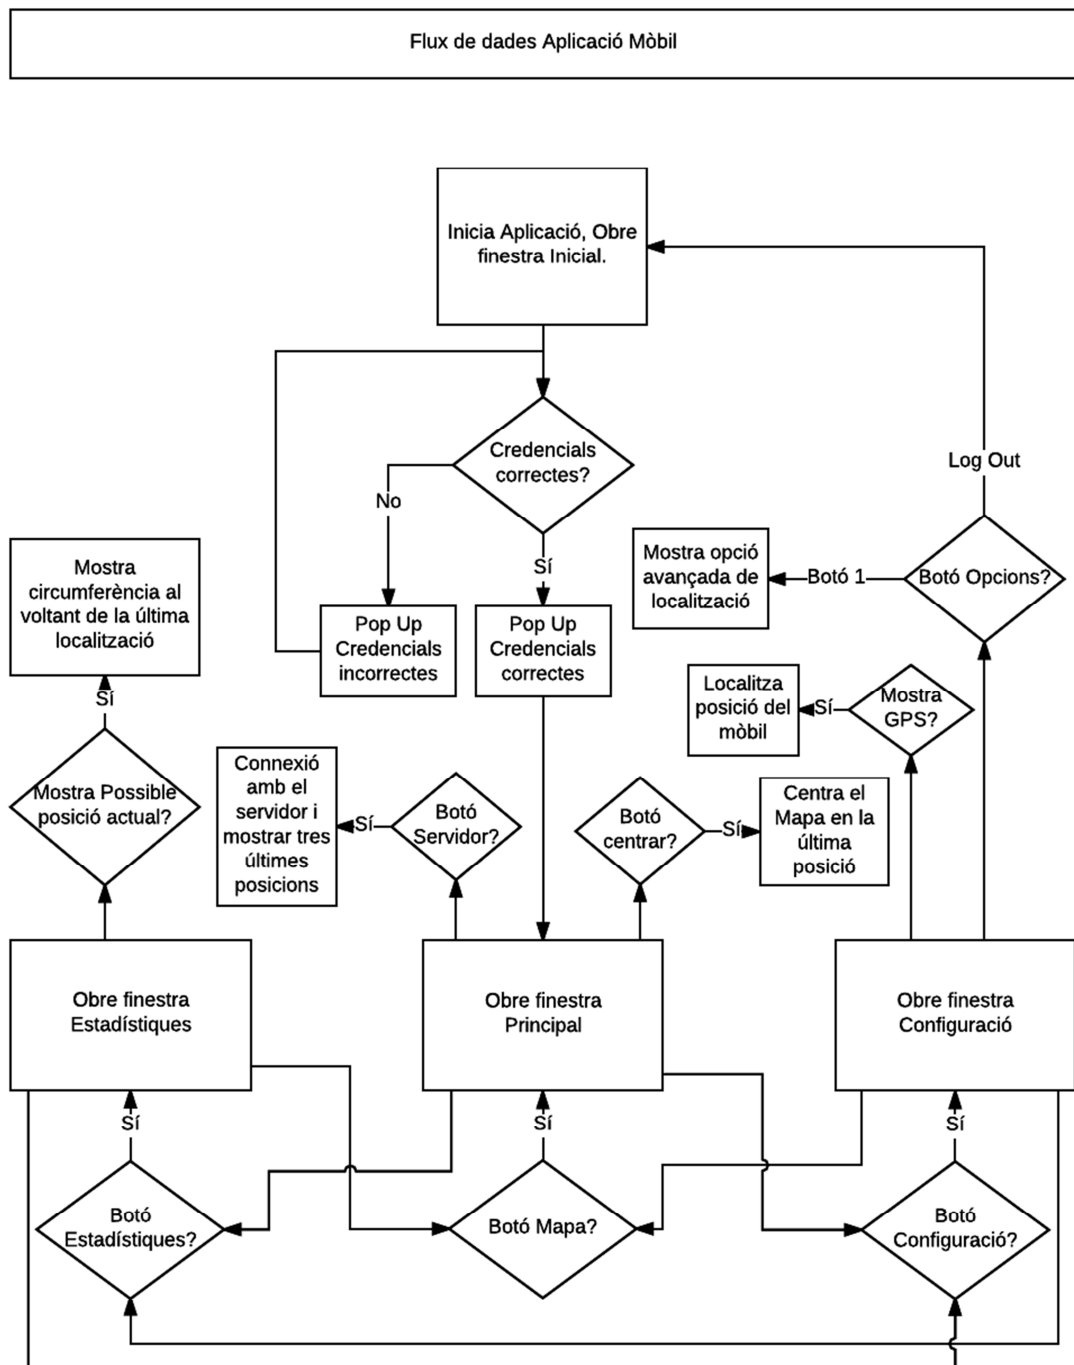 Flux de dades Aplicació Mòbil
Inicia Aplicació, Obre
finestra Inicial.
Credencials
correctes?
Log Out
No
Sí
Mostra opció
avançada de
localització
Botó 1
Botó Opcions?
Mostra
circumferència al
voltant de la última
localització
Pop Up
Credencials
incorrectes
Pop Up
Credencials
correctes
Sí
Localitza
posició del
mòbil
Sí
Mostra
GPS?
Mostra Possible
posició actual?
Connexió
amb el
servidor i
mostrar tres
últimes
posicions
Sí
Botó
Servidor?
Botó
centrar?
Sí
Centra el
Mapa en la
última
posició
Obre finestra
Estadístiques
Obre finestra
Principal
Obre finestra
Configuració
Sí
Sí
Sí
Botó
Estadístiques?
Botó Mapa?
Botó
Configuració?